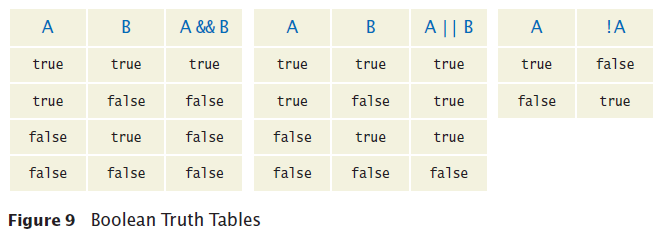 A B A && B A B A || B A !A
true true true true true true true false
true false false true false true false true
false true false false true true
false false false false false false
Figure 9 Boolean Truth Tables